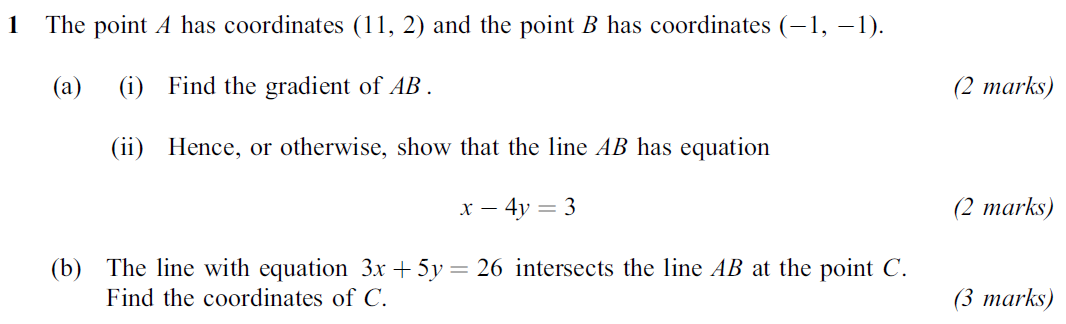 1 The point A has coordinates (11, 2) and the point B has coordinates (−1, −1).
(a) (i) Find the gradient of AB. (2 marks)
(ii) Hence, or otherwise, show that the line AB has equation
x − 4y = 3 (2 marks)
(b) The line with equation 3x + 5y = 26 intersects the line AB at the point C.
Find the coordinates of C. (3 marks)